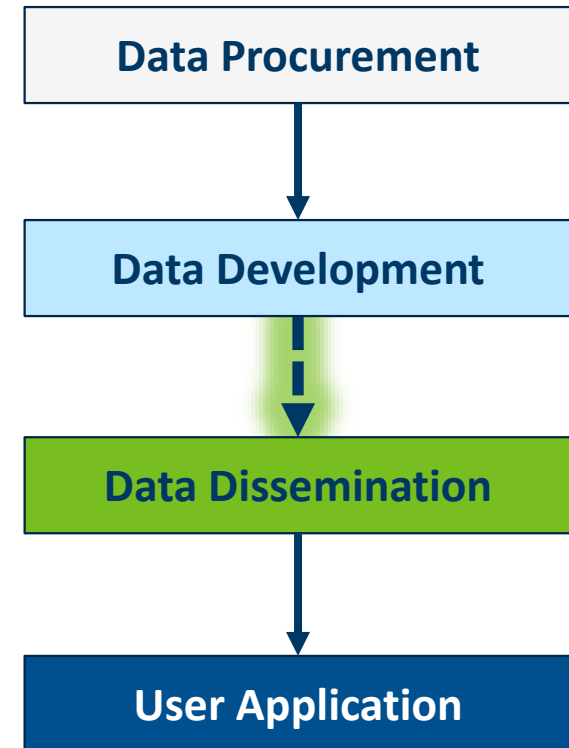 Data Procurement
Data Development
Data Dissemination
User Application